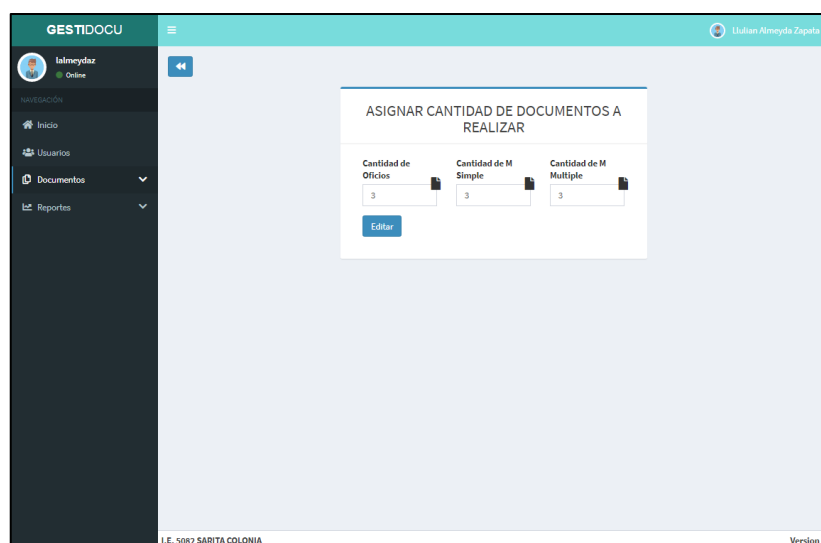 GESTIDOCU
Llulian Almeyda Zapata
lalmeydaz
Online
NAVEGACIÓN
Inicio
Usuarios
Documentos
Reportes
ASIGNAR CANTIDAD DE DOCUMENTOS A
REALIZAR
Cantidad de
Oficios
3
Cantidad de M
Simple
3
Cantidad de M
Multiple
3
Editar
I.E. 5082 SARITA COLONIA
Version